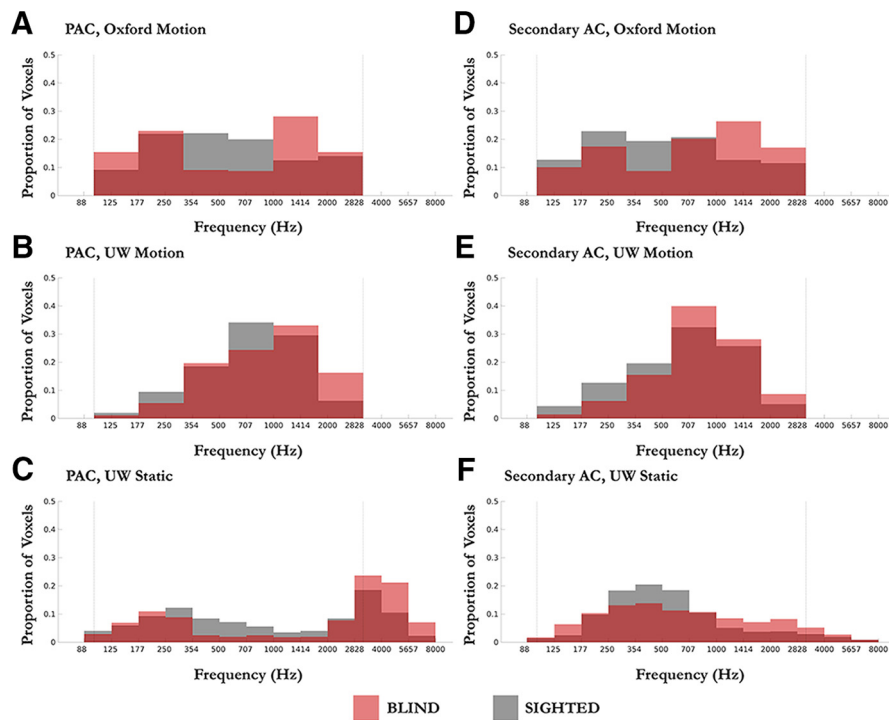 A PAC, Oxford Motion
Proportion of Voxels
0.5
0.4
0.3
0.2
0.1
0
88 125 177 250 354 500 707 1000 1414 2000 2828 4000 5657 8000
Frequency (Hz)
D Secondary AC, Oxford Motion
Proportion of Voxels
0.5
0.4
0.3
0.2
0.1
0
88 125 177 250 354 500 707 1000 1414 2000 2828 4000 5657 8000
Frequency (Hz)
B PAC, UW Motion
Proportion of Voxels
0.5
0.4
0.3
0.2
0.1
0
88 125 177 250 354 500 707 1000 1414 2000 2828 4000 5657 8000
Frequency (Hz)
E Secondary AC, UW Motion
Proportion of Voxels
0.5
0.4
0.3
0.2
0.1
0
88 125 177 250 354 500 707 1000 1414 2000 2828 4000 5657 8000
Frequency (Hz)
C PAC, UW Static
Proportion of Voxels
0.5
0.4
0.3
0.2
0.1
0
88 125 177 250 354 500 707 1000 1414 2000 2828 4000 5657 8000
Frequency (Hz)
F Secondary AC, UW Static
Proportion of Voxels
0.5
0.4
0.3
0.2
0.1
0
88 125 177 250 354 500 707 1000 1414 2000 2828 4000 5657 8000
Frequency (Hz)
BLIND SIGHTED